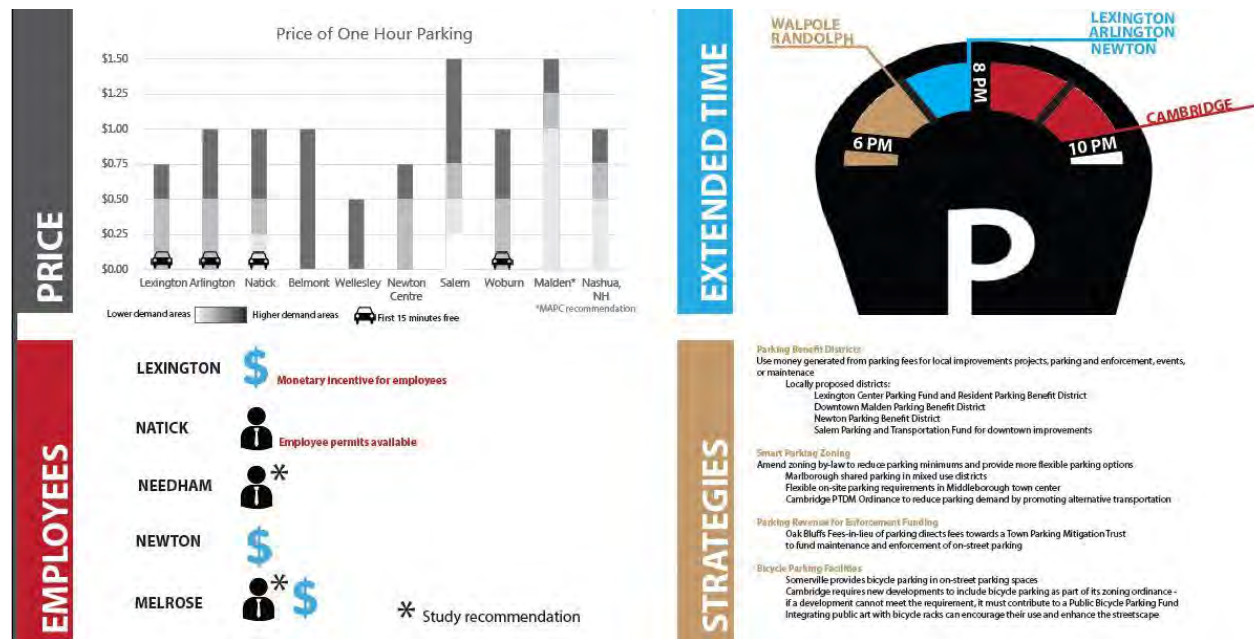 PRICE
Price of One Hour Parking
$1.50
$1.25
$1.00
$0.75
$0.50
$0.25
$0.00
Lexington Arlington Natick Belmont Wellesley Newton Centre Salem Woburn Malden* Nashua, NH
*MAPC recommendation
Lower demand areas Higher demand areas First 15 minutes free
EXTENDED TIME
WALPOLE
RANDOLPH
LEXINGTON
ARLINGTON
NEWTON
CAMBRIDGE
6 PM
8 PM
10 PM
P
EMPLOYEES
LEXINGTON $ Monetary Incentive for employees
NATICK Employee permits available
NEEDHAM *
NEWTON $
MELROSE * $
* Study recommendation
STRATEGIES
Parking Benefit Districts
Use money generated from parking fees for local improvements projects, parking and enforcement, events,
or maintenace
Locally proposed districts:
Lexington Center Parking Fund and Resident Parking Benefit District
Downtown Malden Parking Benefit District
Newton Parking Benefit District
Salem Parking and Transportation Fund for downtown improvements
Smart Parking Zoning
Amend zoning by-law to reduce parking minimums and provide more flexible parking options
Marlborough shared parking in mixed use districts
Flexible on-site parking requirements in Middleborough town center
Cambridge PTDM Ordinance to reduce parking demand by promoting alternative transportation
Parking Revenue for Enforcement Funding
Oak Bluffs Fees-in-lieu of parking directs fees towards a Town Parking Mitigation Trust
to fund maintenance and enforcement of on-street parking
Bicycle Parking Facilities
Somerville provides bicycle parking in on-street parking spaces
Cambridge requires new developments to include bicycle parking as part of its zoning ordinance -
if a development cannot meet the requirement, it must contribute to a Public Bicycle Parking Fund
Integrating public art with bicycle racks can encourage their use and enhance the streetscape